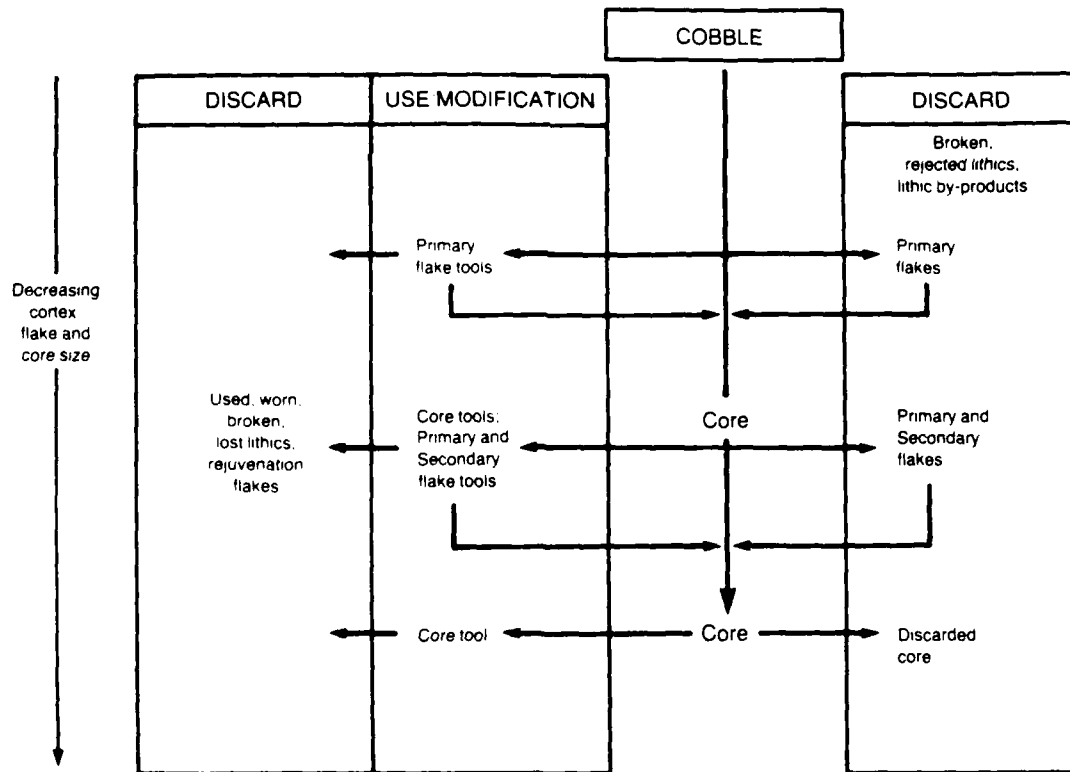 COBBLE
DISCARD
USE MODIFICATION
DISCARD
Broken,
rejected lithics,
lithic by-products
Primary
flake tools
Primary
flakes
Decreasing
cortex
flake and
core size
Used, worn,
broken,
lost lithics,
rejuvenation
flakes
Core tools;
Primary and
Secondary
flake tools
Core
Primary and
Secondary
flakes
Core tool
Core
Discarded
core